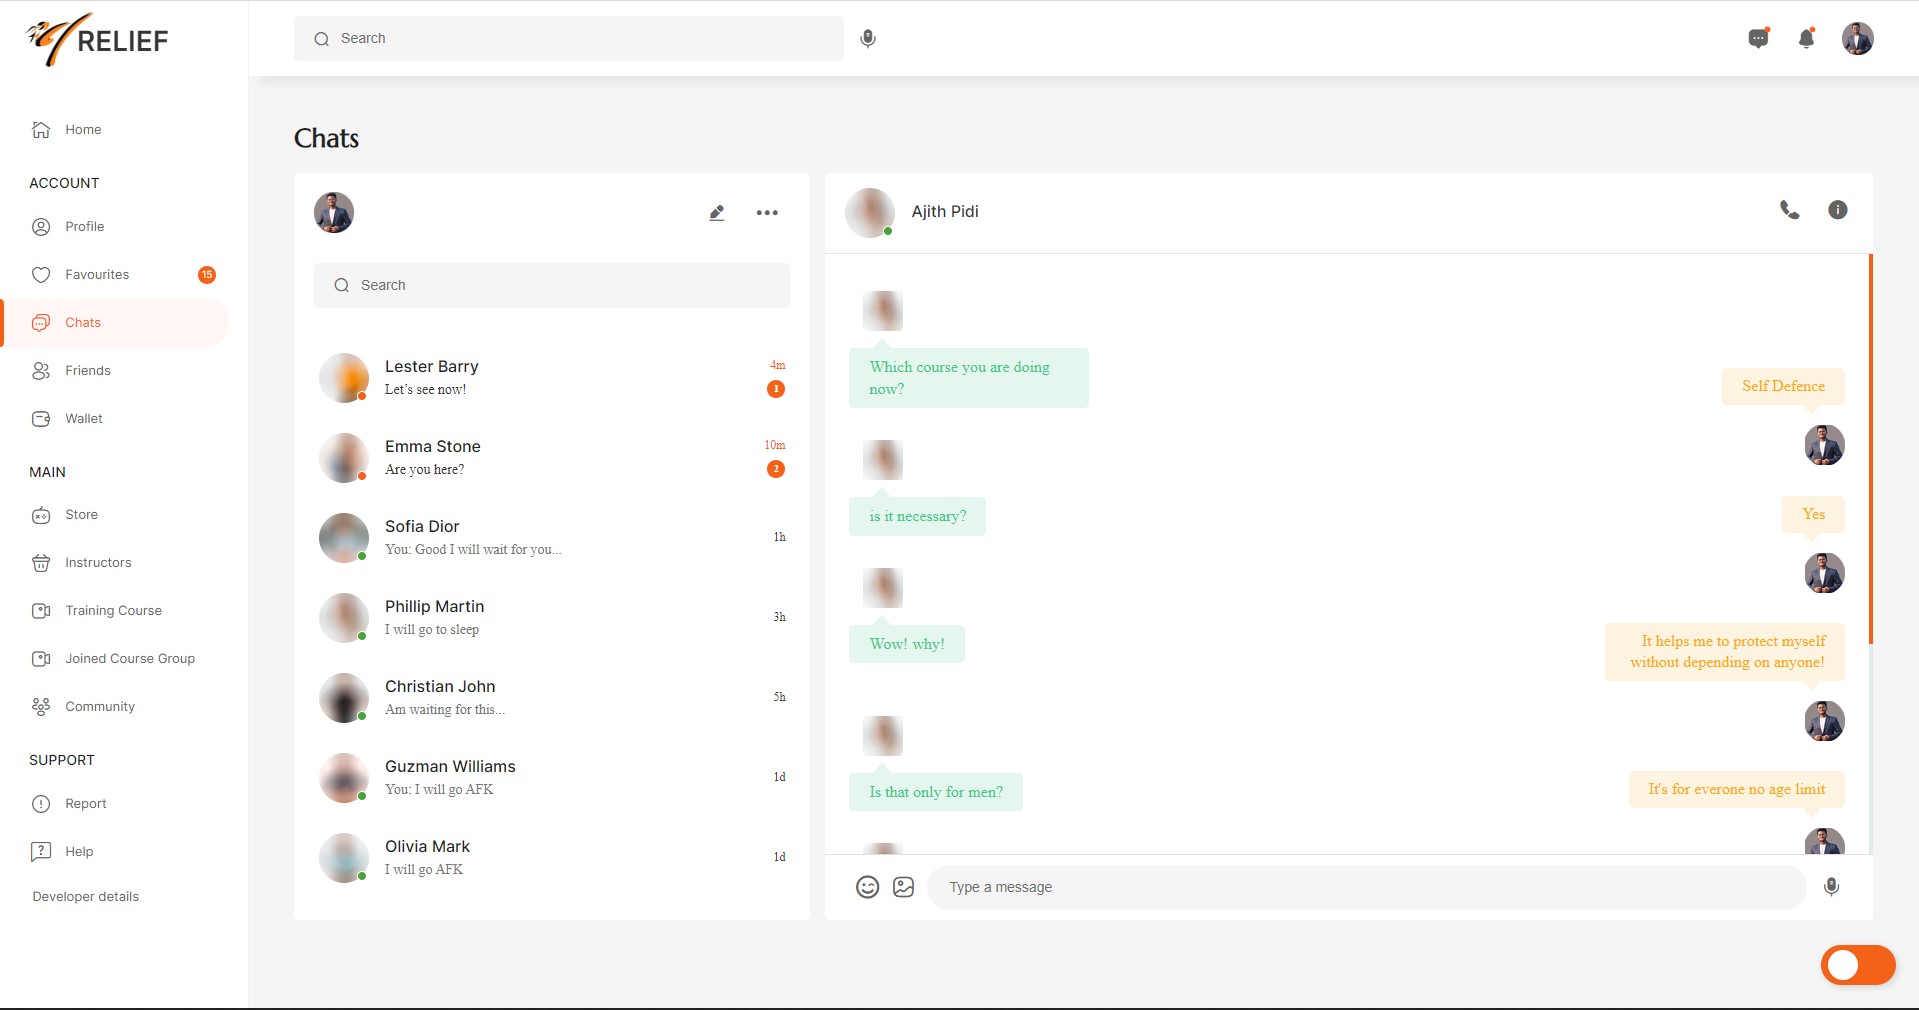 RELIEF
Search
Home
ACCOUNT
Profile
Favourites
15
Chats
Friends
Wallet
MAIN
Store
Instructors
Training Course
Joined Course Group
Community
SUPPORT
Report
Help
Developer details
Chats
Search
Lester Barry
4m
Let’s see now!
1
Emma Stone
10m
Are you here?
2
Sofia Dior
1h
You: Good I will wait for you...
Phillip Martin
3h
I will go to sleep
Christian John
5h
Am waiting for this...
Guzman Williams
1d
You: I will go AFK
Olivia Mark
1d
I will go AFK
Ajith Pidi
Which course you are doing
now?
Self Defence
is it necessary?
Yes
Wow! why!
It helps me to protect myself
without depending on anyone!
Is that only for men?
It's for everone no age limit
Type a message